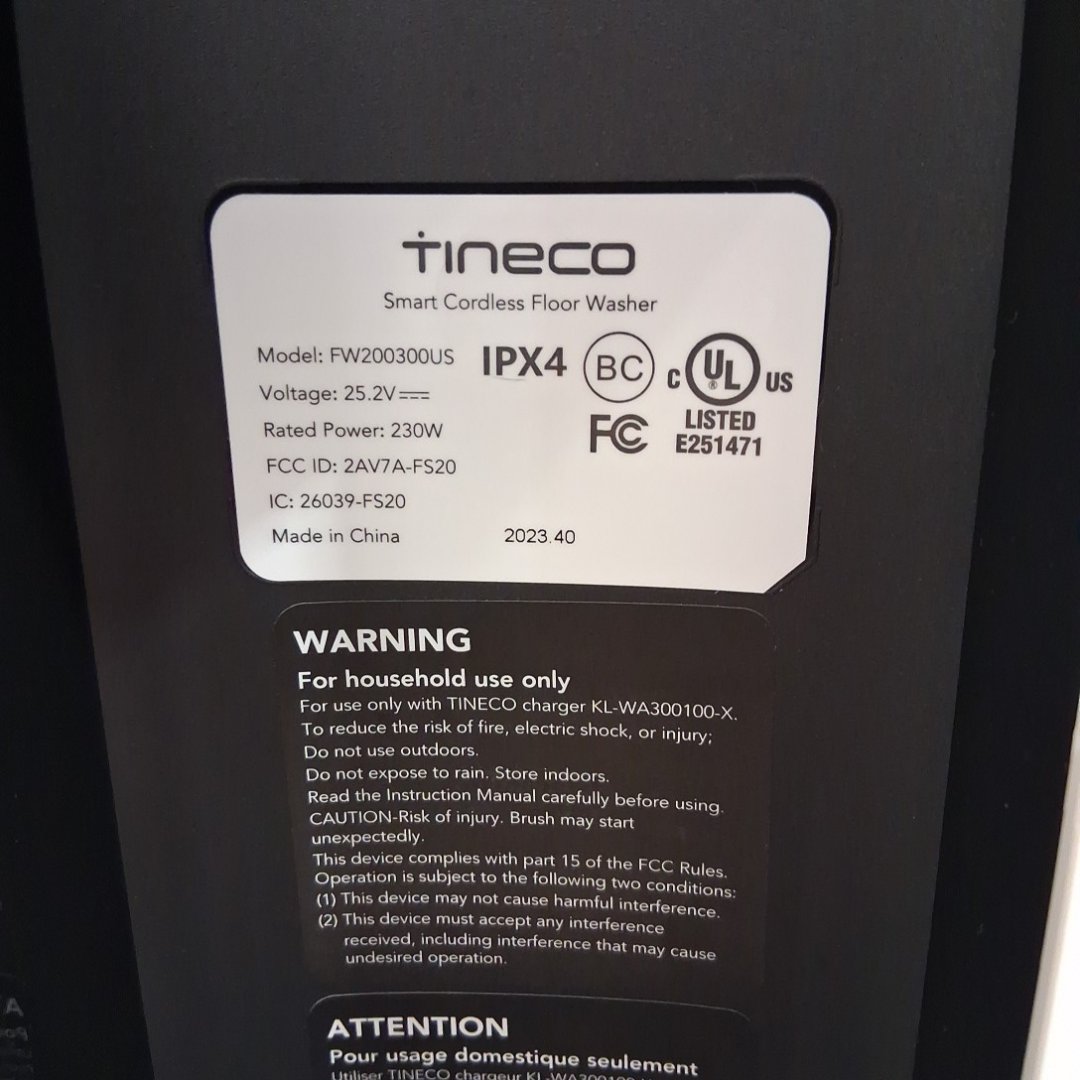 TINECO
Smart Cordless Floor Washer
Model: FW200300US
Voltage: 25.2V⎓
Rated Power: 230W
FCC ID: 2AV7A-FS20
IC: 26039-FS20
Made in China
2023.40
IPX4
BC
FC
C UL® US
LISTED
E251471
WARNING
For household use only
For use only with TINECO charger KL-WA300100-X.
To reduce the risk of fire, electric shock, or injury;
Do not use outdoors.
Do not expose to rain. Store indoors.
Read the Instruction Manual carefully before using.
CAUTION-Risk of injury. Brush may start
unexpectedly.
This device complies with part 15 of the FCC Rules.
Operation is subject to the following two conditions:
(1) This device may not cause harmful interference.
(2) This device must accept any interference
received, including interference that may cause
undesired operation.
ATTENTION
Pour usage domestique seulement
Utiliser TINECO chargeur